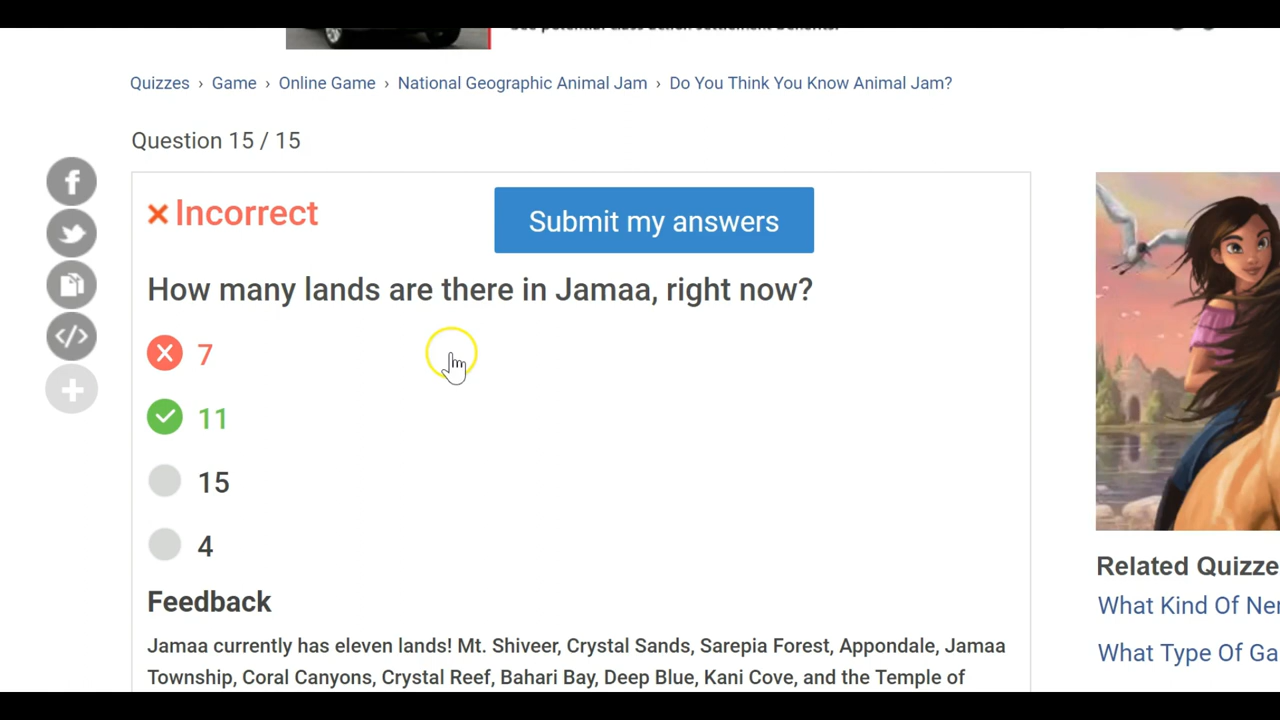 Quizzes › Game › Online Game › National Geographic Animal Jam › Do You Think You Know Animal Jam?
Question 15 / 15
Incorrect
Submit my answers
How many lands are there in Jamaa, right now?
7
11
15
4
Feedback
Jamaa currently has eleven lands! Mt. Shiveer, Crystal Sands, Sarepia Forest, Appondale, Jamaa
Township, Coral Canyons, Crystal Reef, Bahari Bay, Deep Blue, Kani Cove, and the Temple of
Related Quizze
What Kind Of Ner
What Type Of Ga